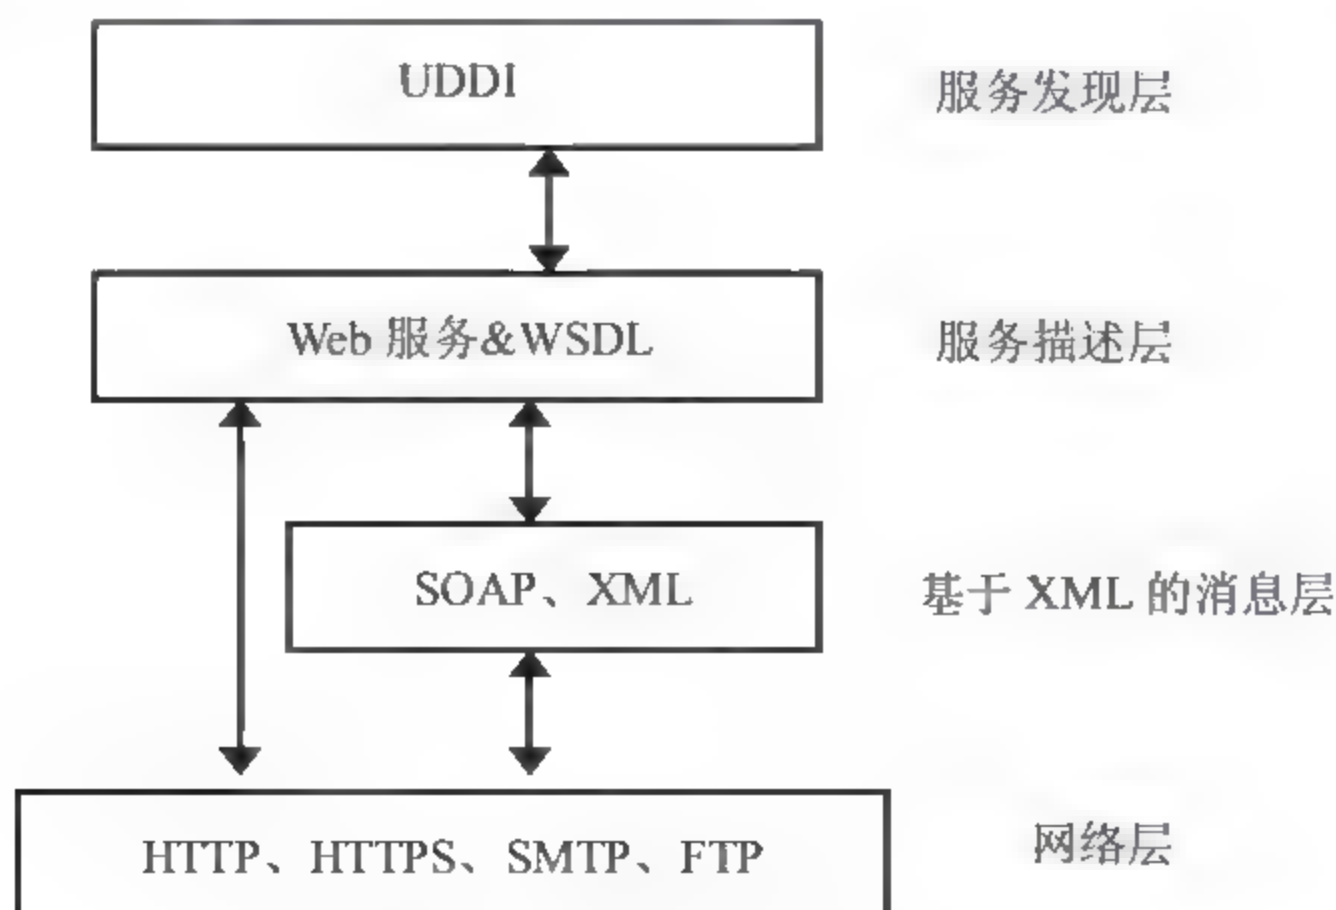 UDDI
服务发现层
Web 服务&WSDL
服务描述层
SOAP、XML
基于 XML 的消息层
HTTP、HTTPS、SMTP、FTP
网络层